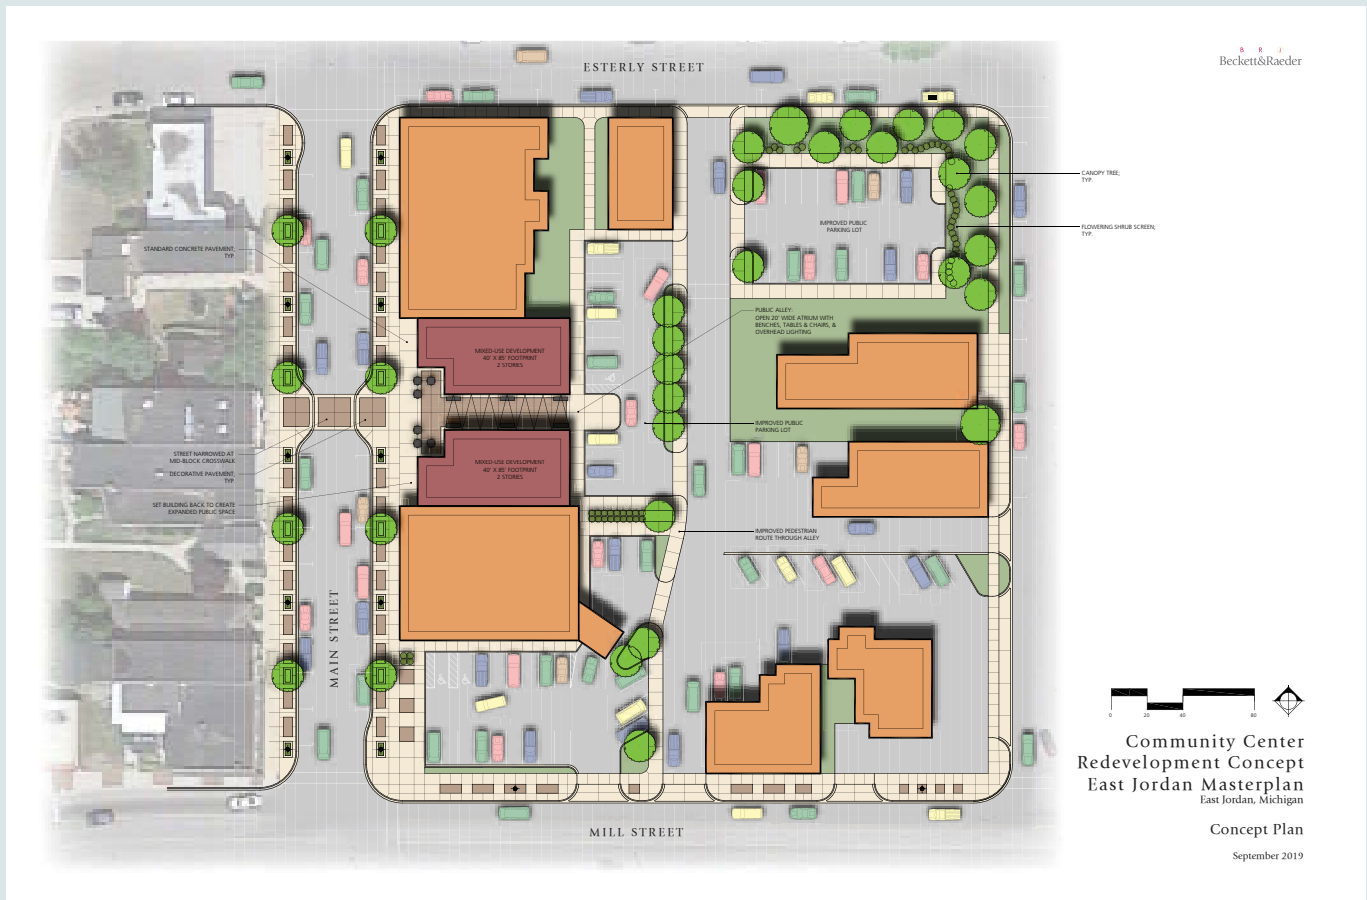 ESTERLY STREET
B R i
Beckett&Raeder
CANOPY TREE;
TYP.
FLOWERING SHRUB SCREEN;
TYP.
IMPROVED PUBLIC
PARKING LOT
STANDARD CONCRETE PAVEMENT;
TYP
PUBLIC ALLEY:
OPEN 20' WIDE ATRIUM WITH
BENCHES, TABLES & CHAIRS, &
OVERHEAD LIGHTING
MIXED-USE DEVELOPMENT
40' X 85' FOOTPRINT
2 STORIES
IMPROVED PUBLIC
PARKING LOT
STREET NARROWED AT
MID-BLOCK CROSSWALK
DECORATIVE PAVEMENT;
TYP
MIXED-USE DEVELOPMENT
40' X 85' FOOTPRINT
2 STORIES
SET BUILDING BACK TO CREATE
EXPANDED PUBLIC SPACE
IMPROVED PEDESTRIAN
ROUTE THROUGH ALLEY
MAIN STREET
0 20 40 80
Community Center
Redevelopment Concept
East Jordan Masterplan
East Jordan, Michigan
Concept Plan
September 2019
MILL STREET